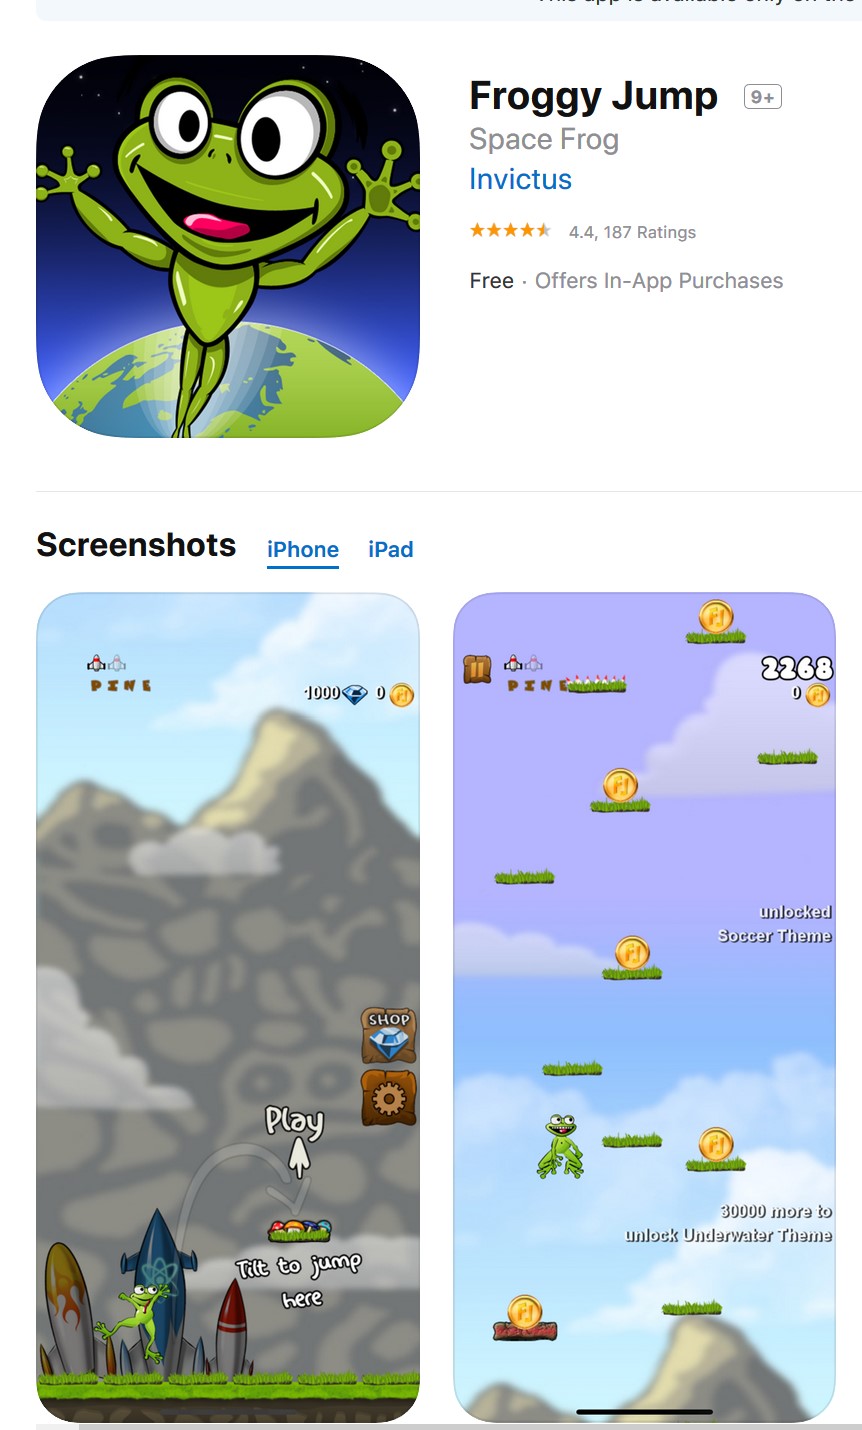 Froggy Jump 9+
Space Frog
Invictus
4.4, 187 Ratings
Free · Offers In-App Purchases
Screenshots iPhone iPad
PINE
1000 0
SHOP
Play
Tilt to jump
here
PINE
2268
0
unlocked
Soccer Theme
30000 more to
unlock Underwater Theme